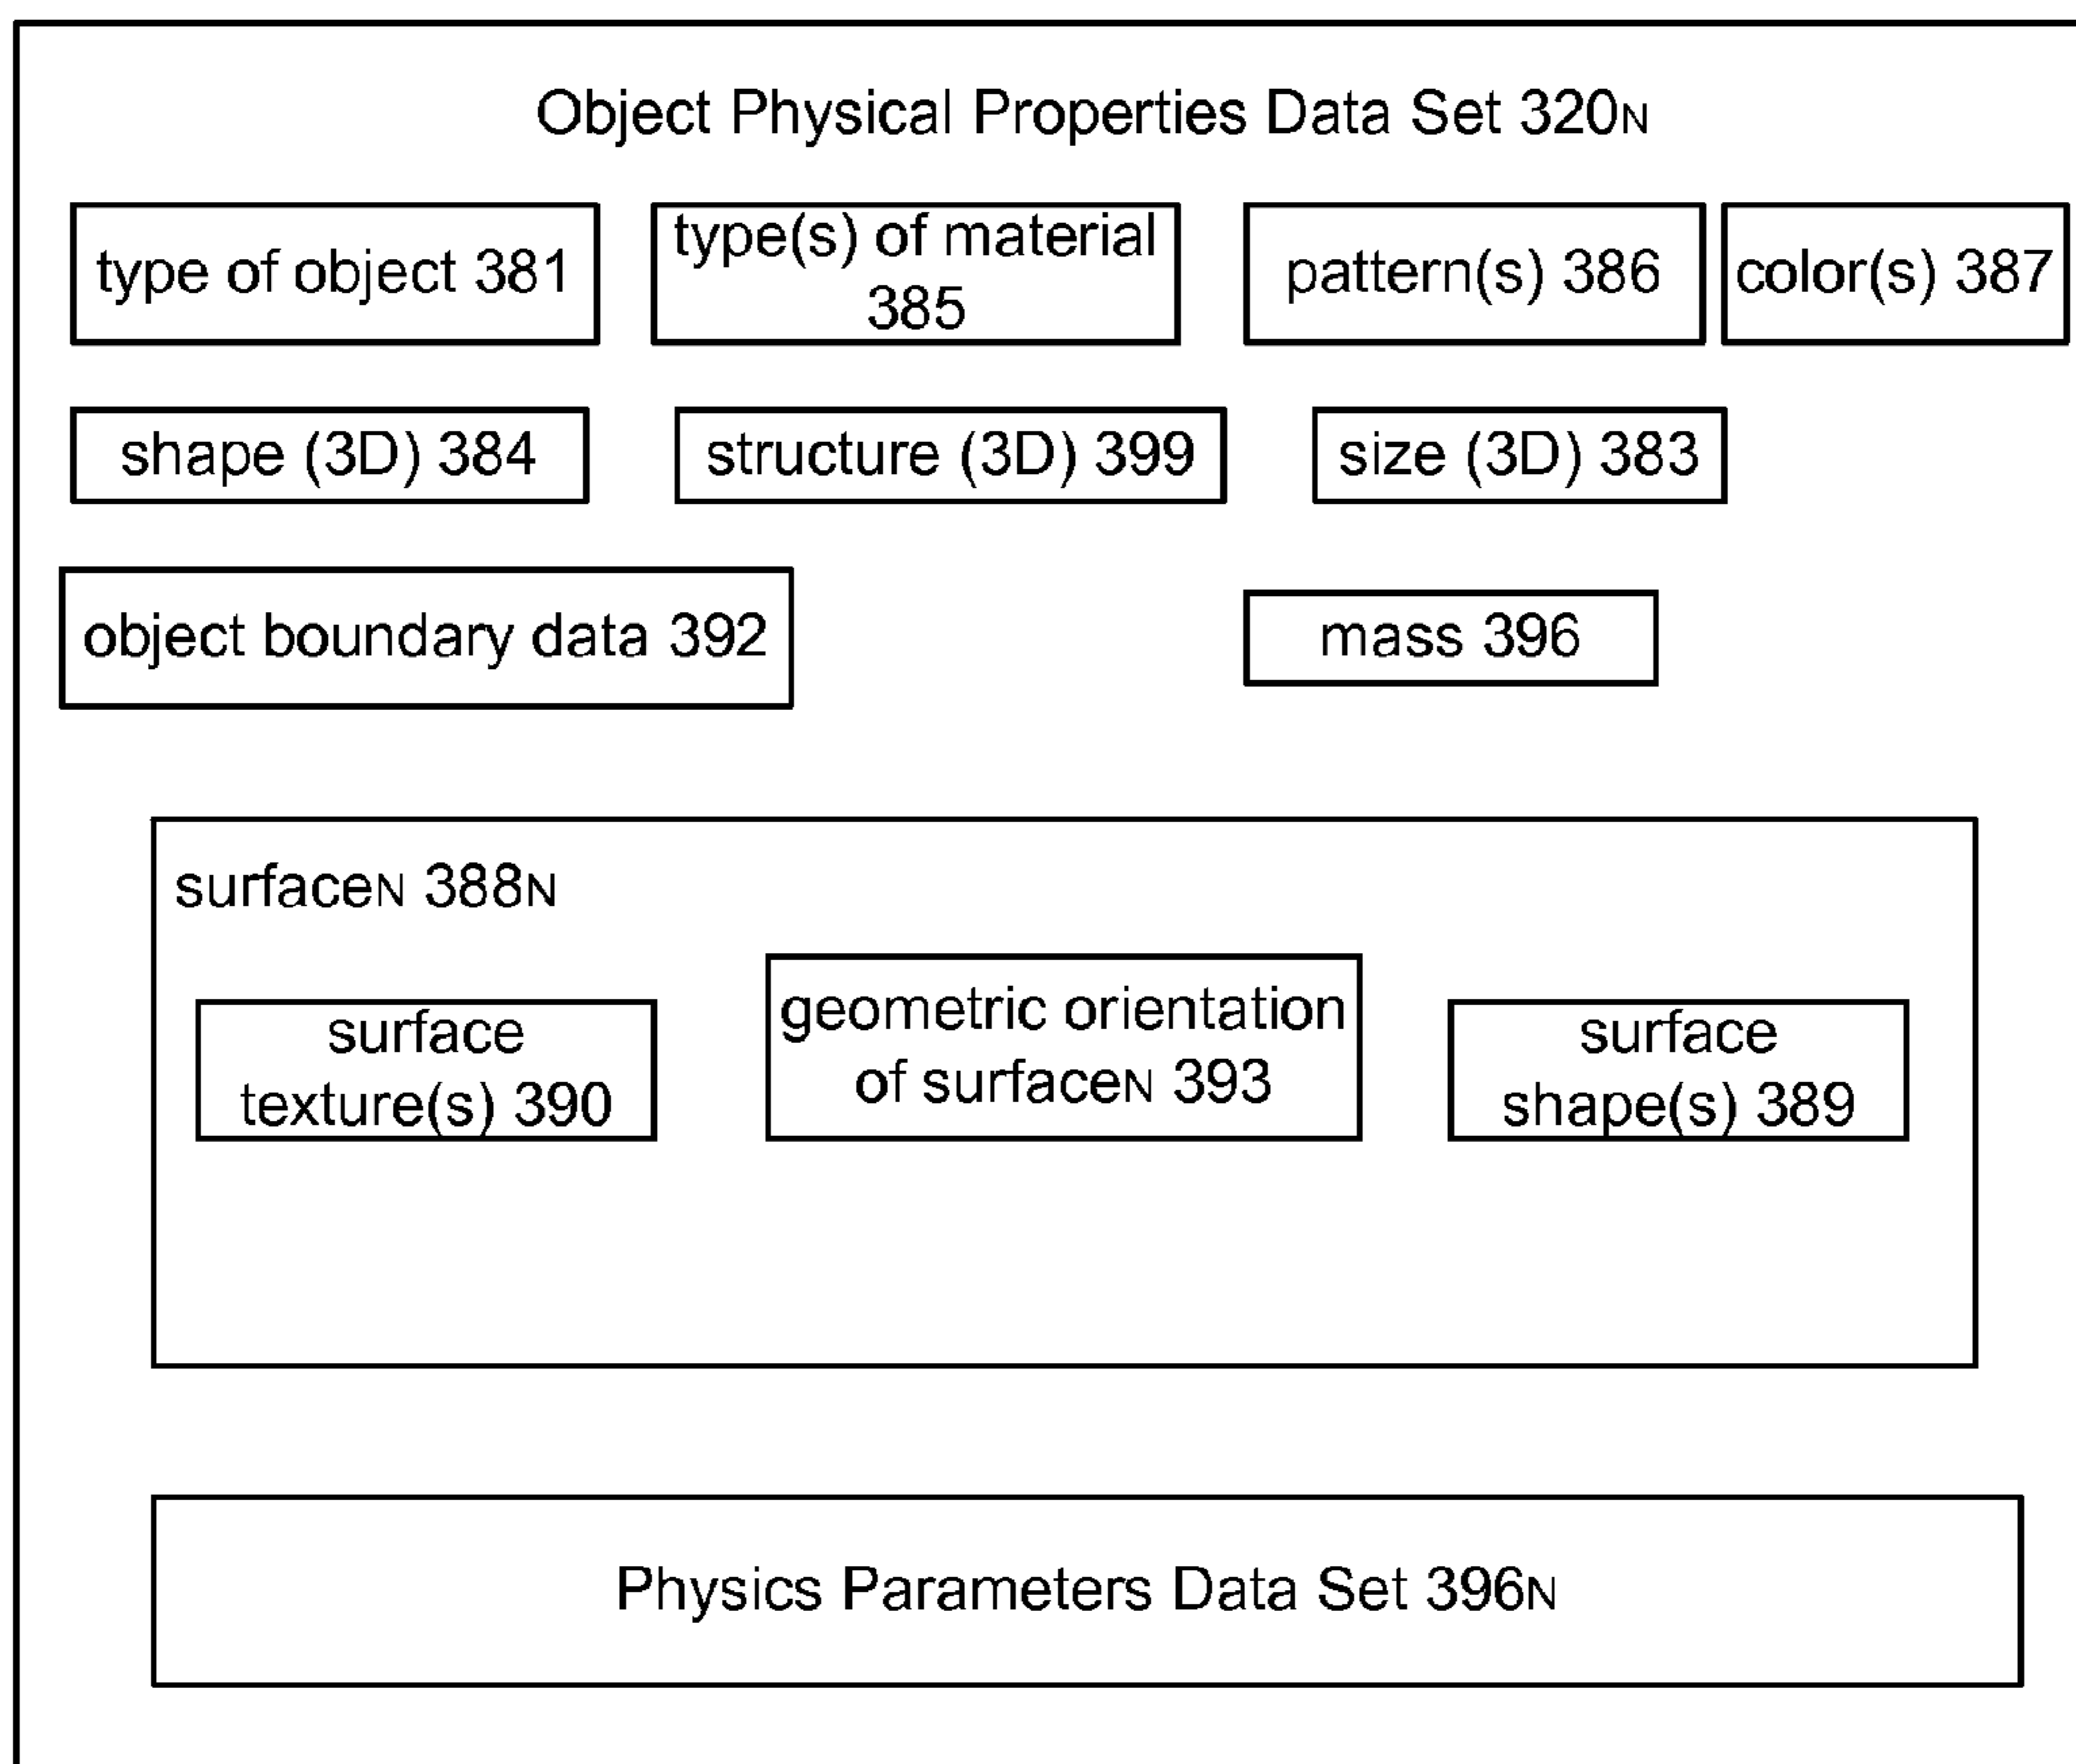 Object Physical Properties Data Set 320N
type of object 381
type(s) of material
385
pattern(s) 386
color(s) 387
shape (3D) 384
structure (3D) 399
size (3D) 383
object boundary data 392
mass 396
surfaceN 388N
surface
texture(s) 390
geometric orientation
of surfaceN 393
surface
shape(s) 389
Physics Parameters Data Set 396N